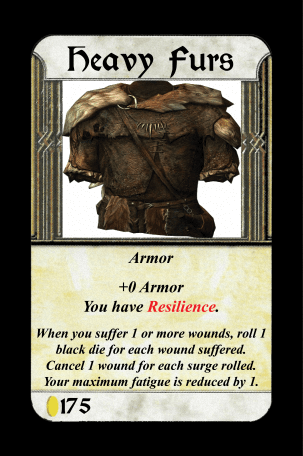 Heavy Furs
Armor
+0 Armor
You have Resilience.
When you suffer 1 or more wounds, roll 1
black die for each wound suffered.
Cancel 1 wound for each surge rolled.
Your maximum fatigue is reduced by 1.
175